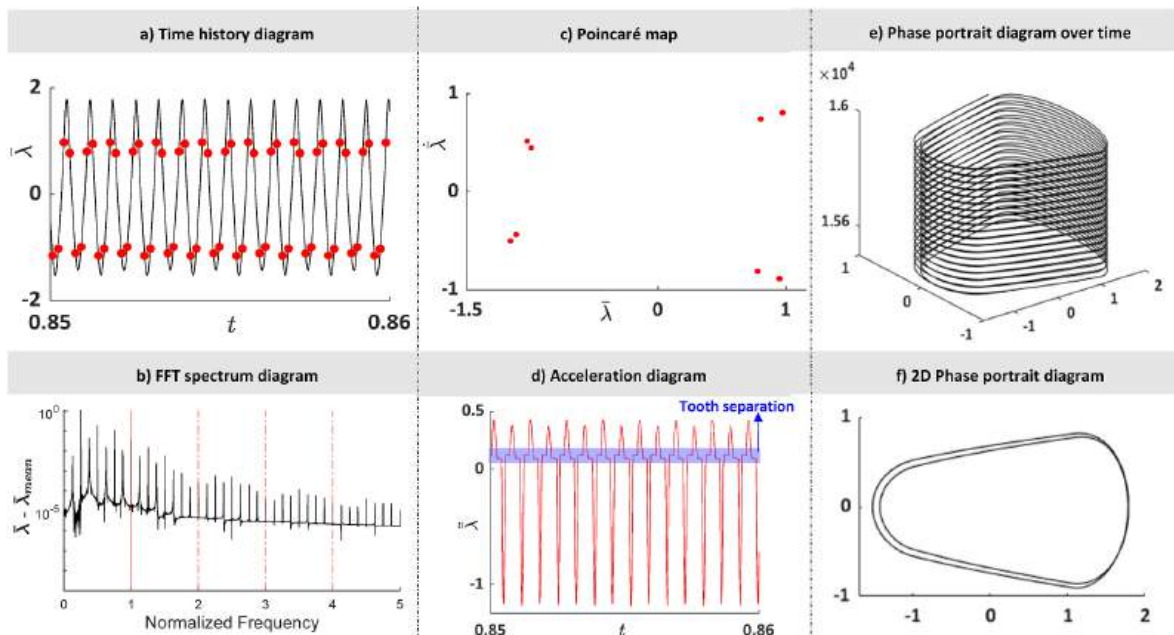 a) Time history diagram
2
1
0
-1
-2
λ̄
0.85
t
0.86
b) FFT spectrum diagram
10^0
10^-5
λ̄ - λ̄mean
0
1
2
3
4
5
Normalized Frequency
c) Poincaré map
1
0
-1
λ̄̇
-1.5
0
1
λ̄
d) Acceleration diagram
Tooth separation
0.5
0
-1
λ̄̈
0.85
t
0.86
e) Phase portrait diagram over time
×10^4
1.6
1.56
1
0
-1
-1
0
1
2
f) 2D Phase portrait diagram
1
0
-1
-1
0
1
2